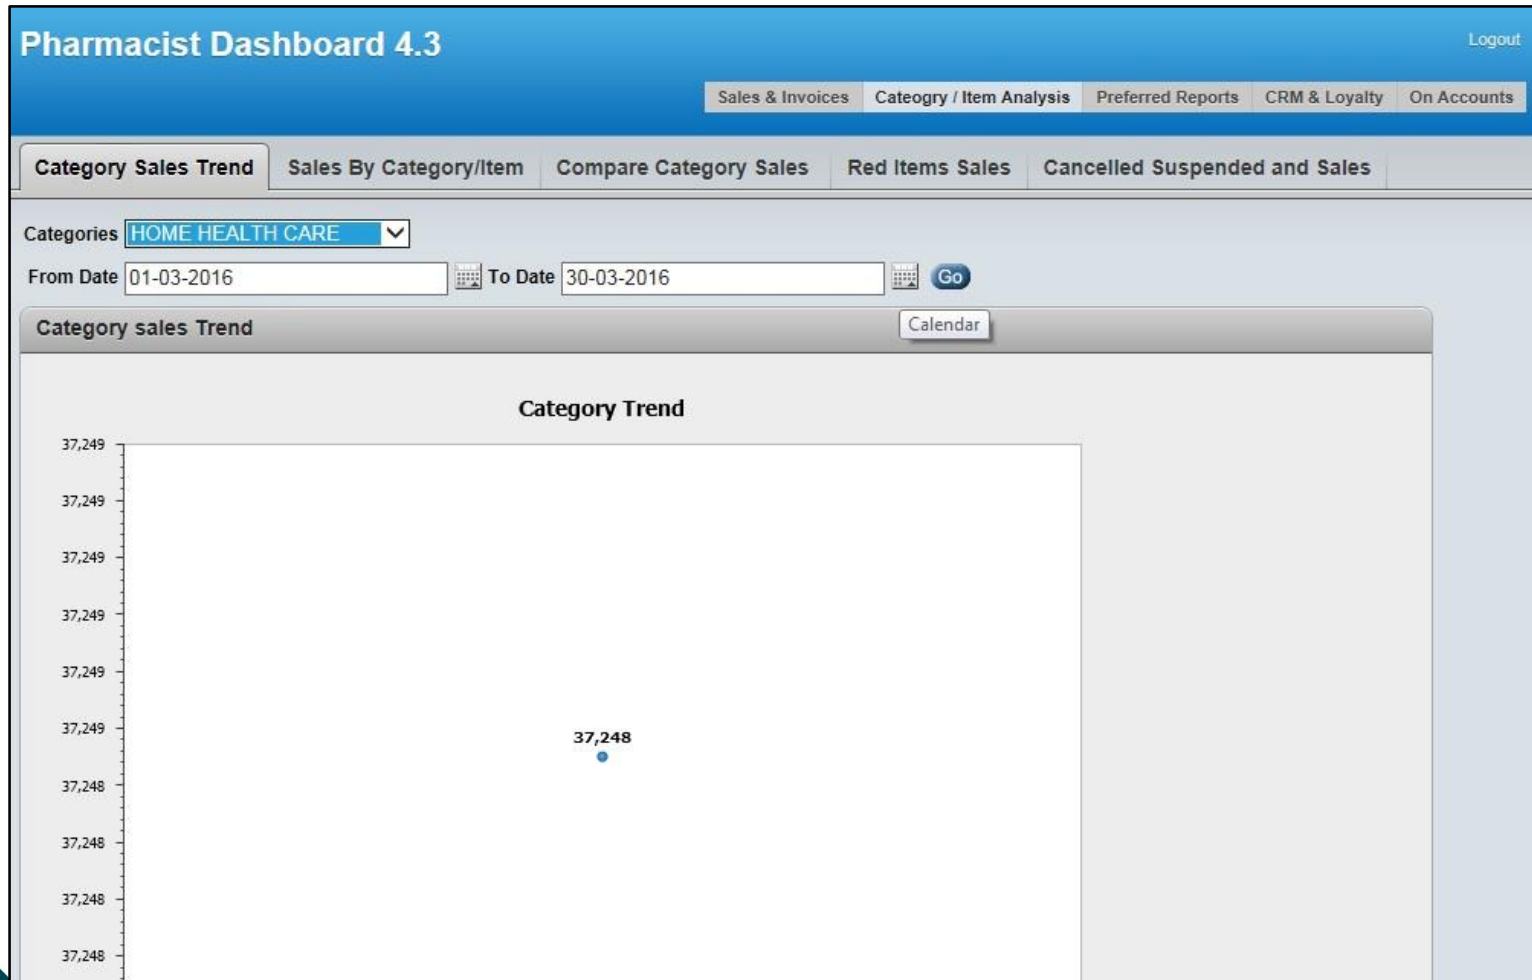 Pharmacist Dashboard 4.3
Logout
Sales & Invoices Cateogry / Item Analysis Preferred Reports CRM & Loyalty On Accounts
Category Sales Trend Sales By Category/Item Compare Category Sales Red Items Sales Cancelled Suspended and Sales
Categories HOME HEALTH CARE
From Date 01-03-2016 To Date 30-03-2016 Go
Category sales Trend
Calendar
Category Trend
37,249
37,249
37,249
37,249
37,249
37,249
37,248
37,248
37,248
37,248
37,248